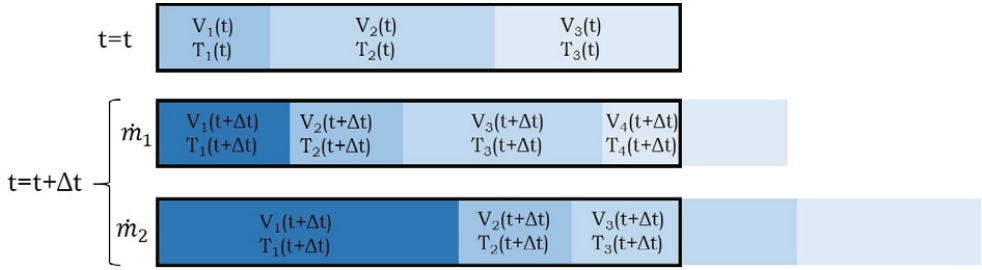 t=t
V₁(t) V₂(t) V₃(t)
T₁(t) T₂(t) T₃(t)
t=t+Δt
ṁ₁
V₁(t+Δt) V₂(t+Δt) V₃(t+Δt) V₄(t+Δt)
T₁(t+Δt) T₂(t+Δt) T₃(t+Δt) T₄(t+Δt)
ṁ₂
V₁(t+Δt) V₂(t+Δt) V₃(t+Δt)
T₁(t+Δt) T₂(t+Δt) T₃(t+Δt)